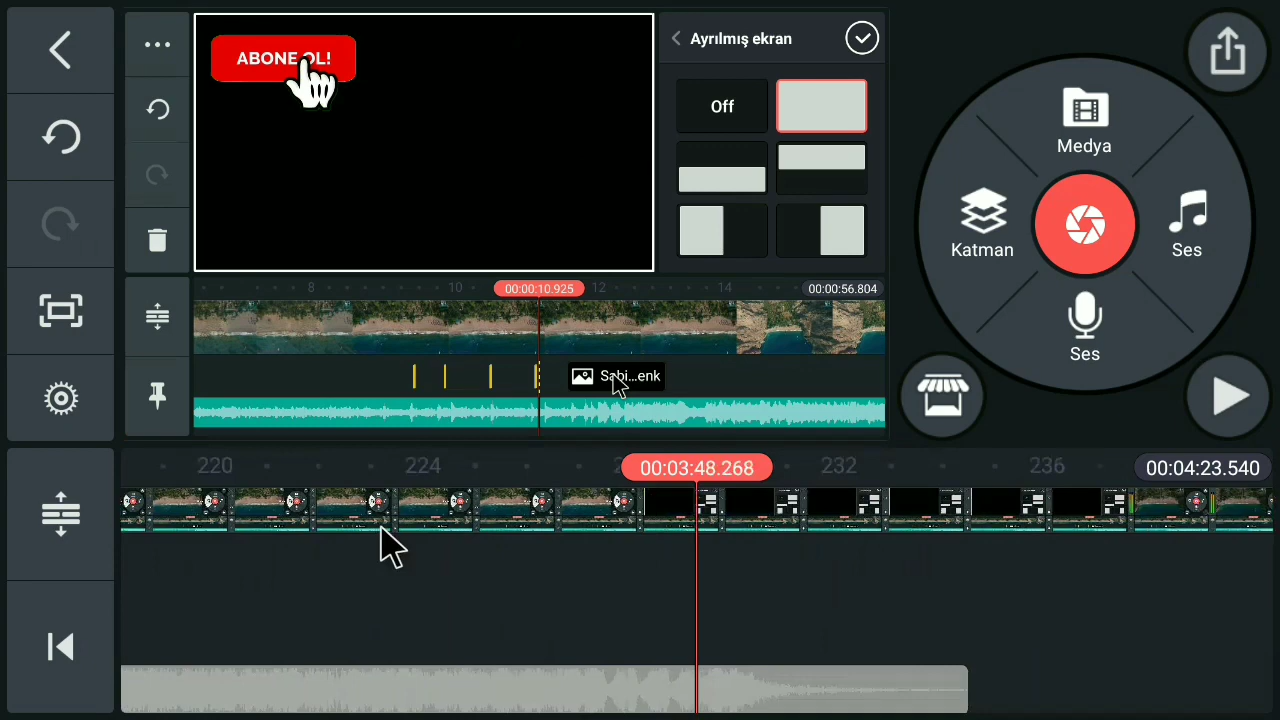 ABONE OL!
Ayrılmış ekran
Off
8
10
00:00:10.925
12
14
00:00:56.804
Sabi...enk
Medya
Katman
Ses
Ses
220
224
00:03:48.268
232
236
00:04:23.540